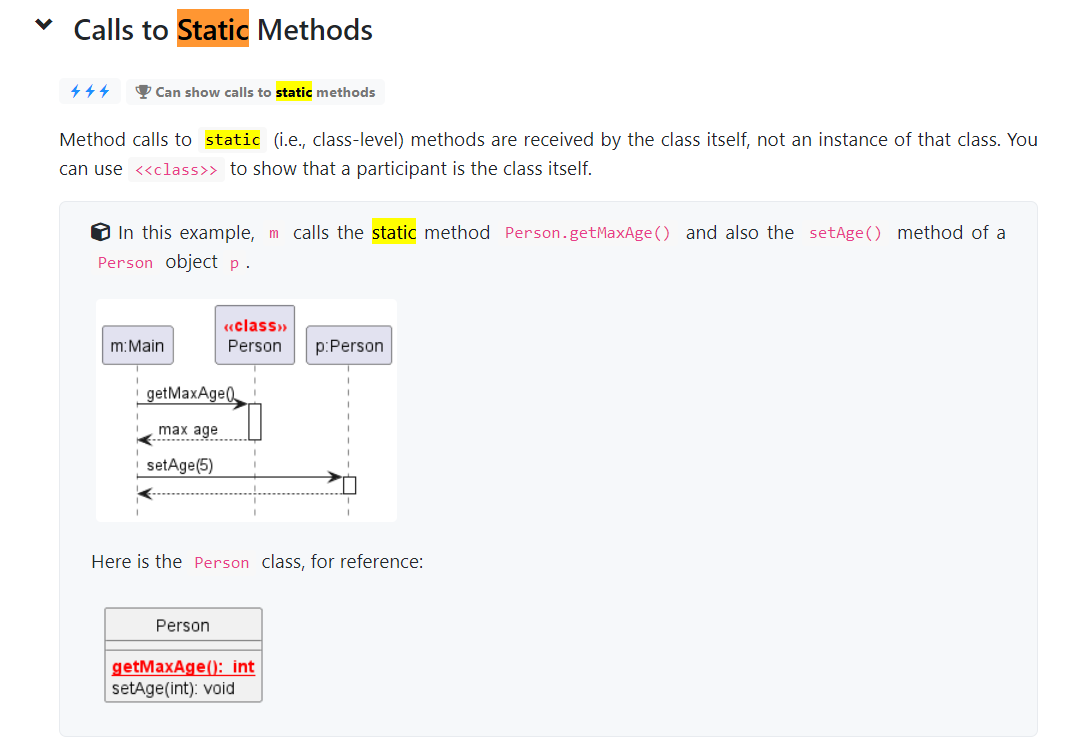 Calls to Static Methods
Can show calls to static methods
Method calls to static (i.e., class-level) methods are received by the class itself, not an instance of that class. You
can use <<class>> to show that a participant is the class itself.
In this example, m calls the static method Person.getMaxAge() and also the setAge() method of a
Person object p .
«class»
m:Main Person p:Person
getMaxAge()
max age
setAge(5)
Here is the Person class, for reference:
Person
getMaxAge(): int
setAge(int): void